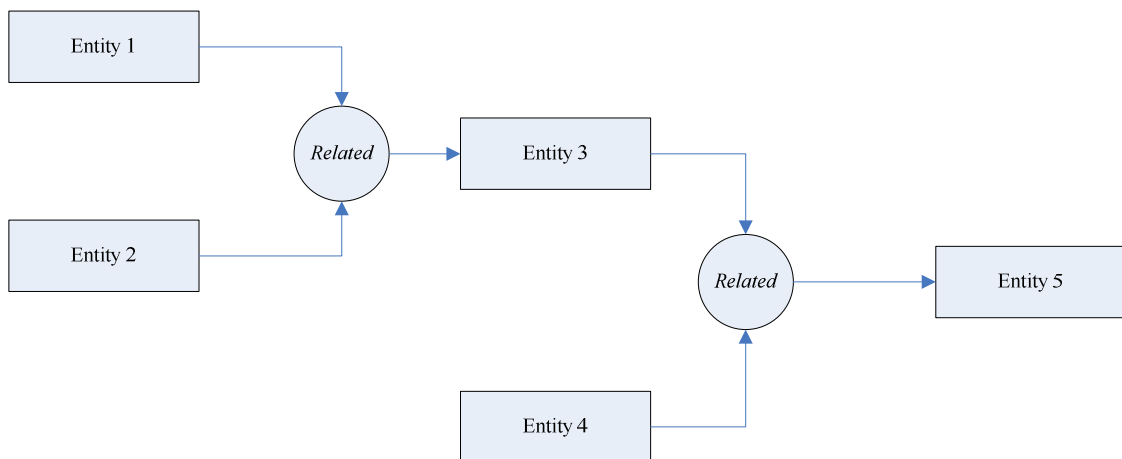 Entity 1
Related
Entity 3
Entity 2
Related
Entity 5
Entity 4